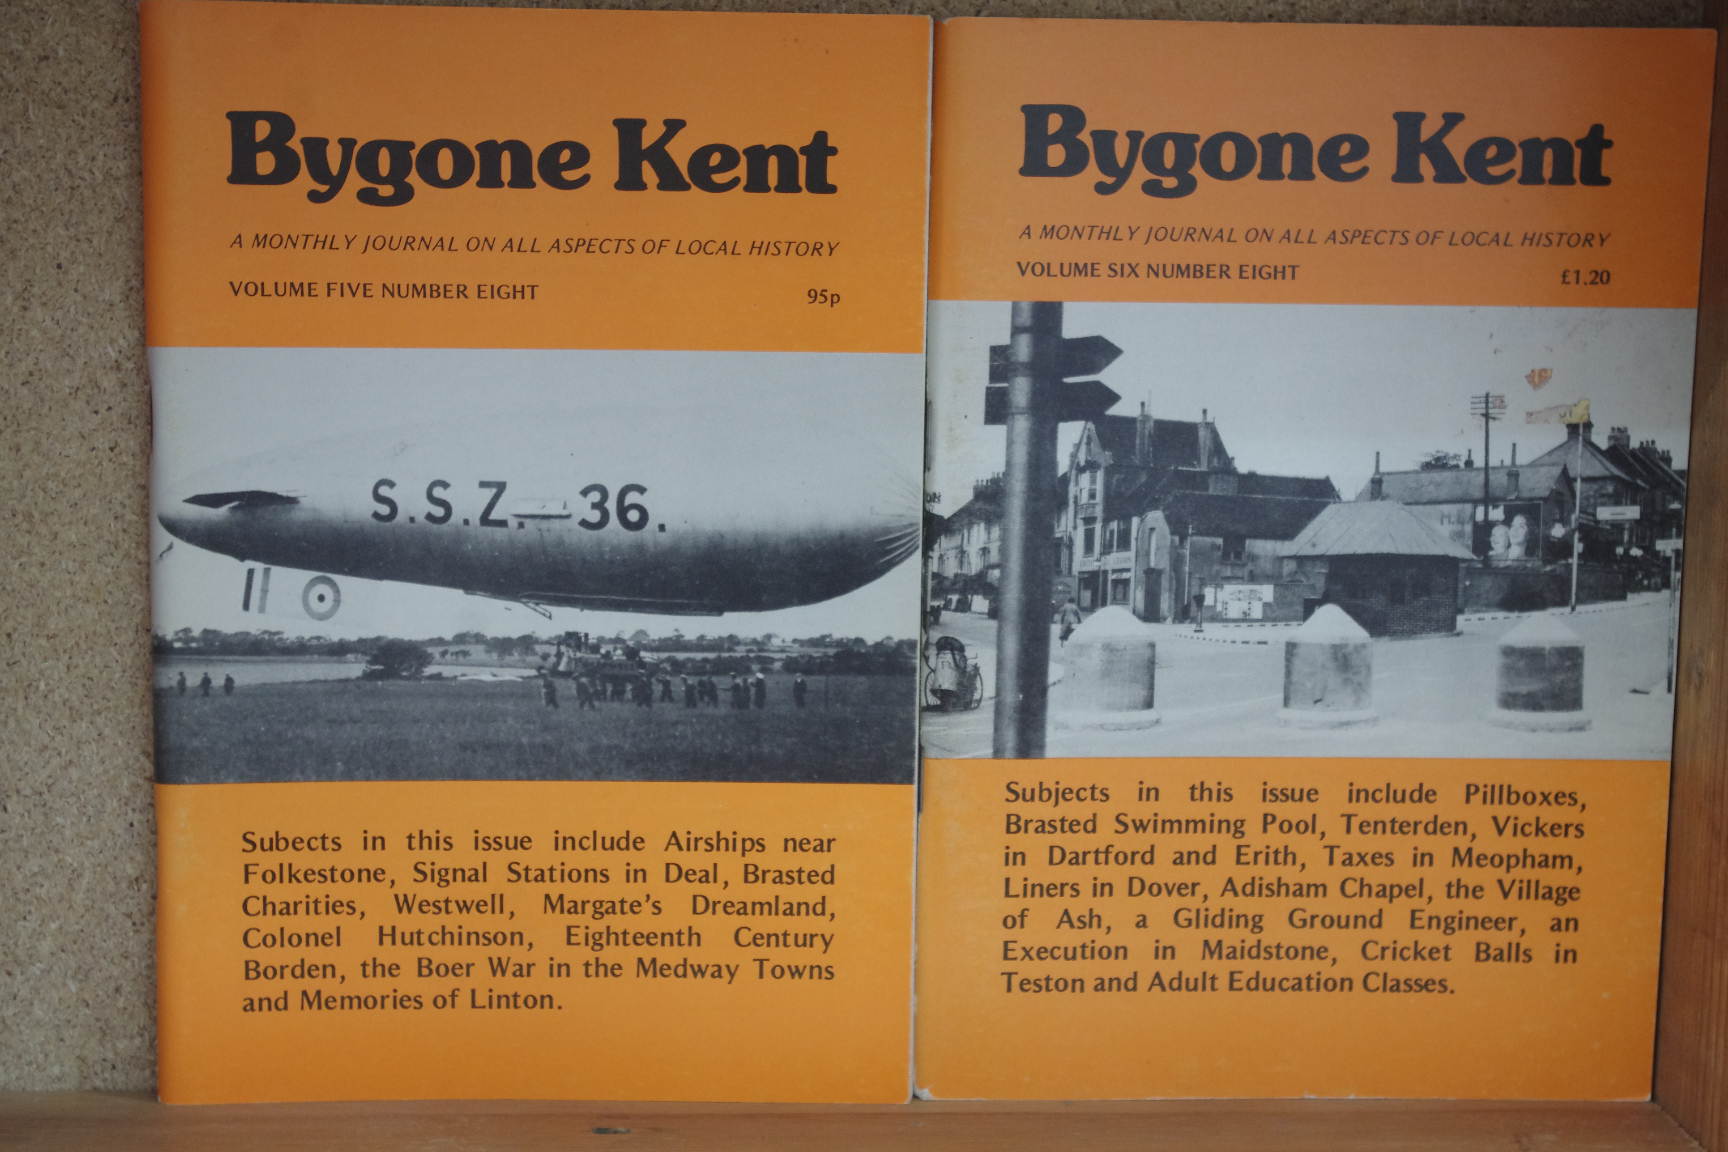 Bygone Kent
A MONTHLY JOURNAL ON ALL ASPECTS OF LOCAL HISTORY
VOLUME FIVE NUMBER EIGHT
95p
S.S.Z.-36.
Subects in this issue include Airships near
Folkestone, Signal Stations in Deal, Brasted
Charities, Westwell, Margate's Dreamland,
Colonel Hutchinson, Eighteenth Century
Borden, the Boer War in the Medway Towns
and Memories of Linton.
Bygone Kent
A MONTHLY JOURNAL ON ALL ASPECTS OF LOCAL HISTORY
VOLUME SIX NUMBER EIGHT
£1.20
Subjects in this issue include Pillboxes,
Brasted Swimming Pool, Tenterden, Vickers
in Dartford and Erith, Taxes in Meopham,
Liners in Dover, Adisham Chapel, the Village
of Ash, a Gliding Ground Engineer, an
Execution in Maidstone, Cricket Balls in
Teston and Adult Education Classes.